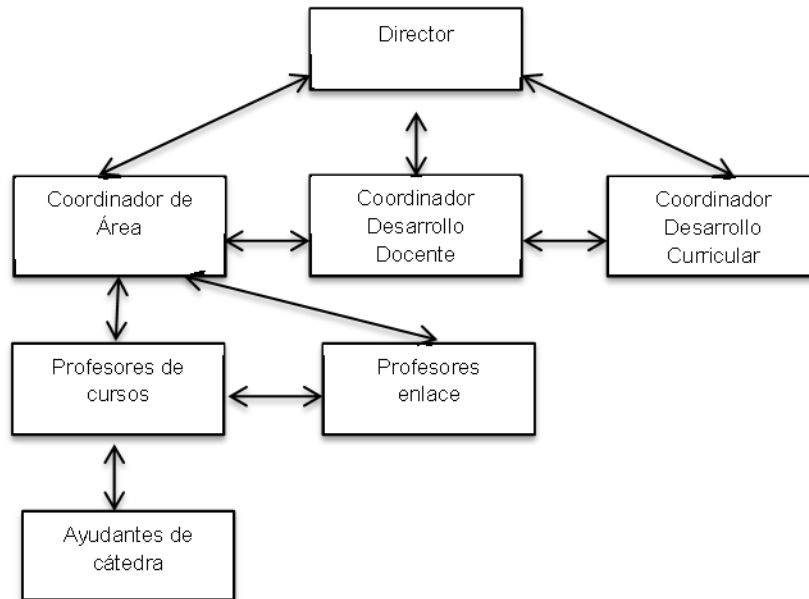 Director
Coordinador de
Área
Coordinador
Desarrollo
Docente
Coordinador
Desarrollo
Curricular
Profesores de
cursos
Profesores
enlace
Ayudantes de
cátedra